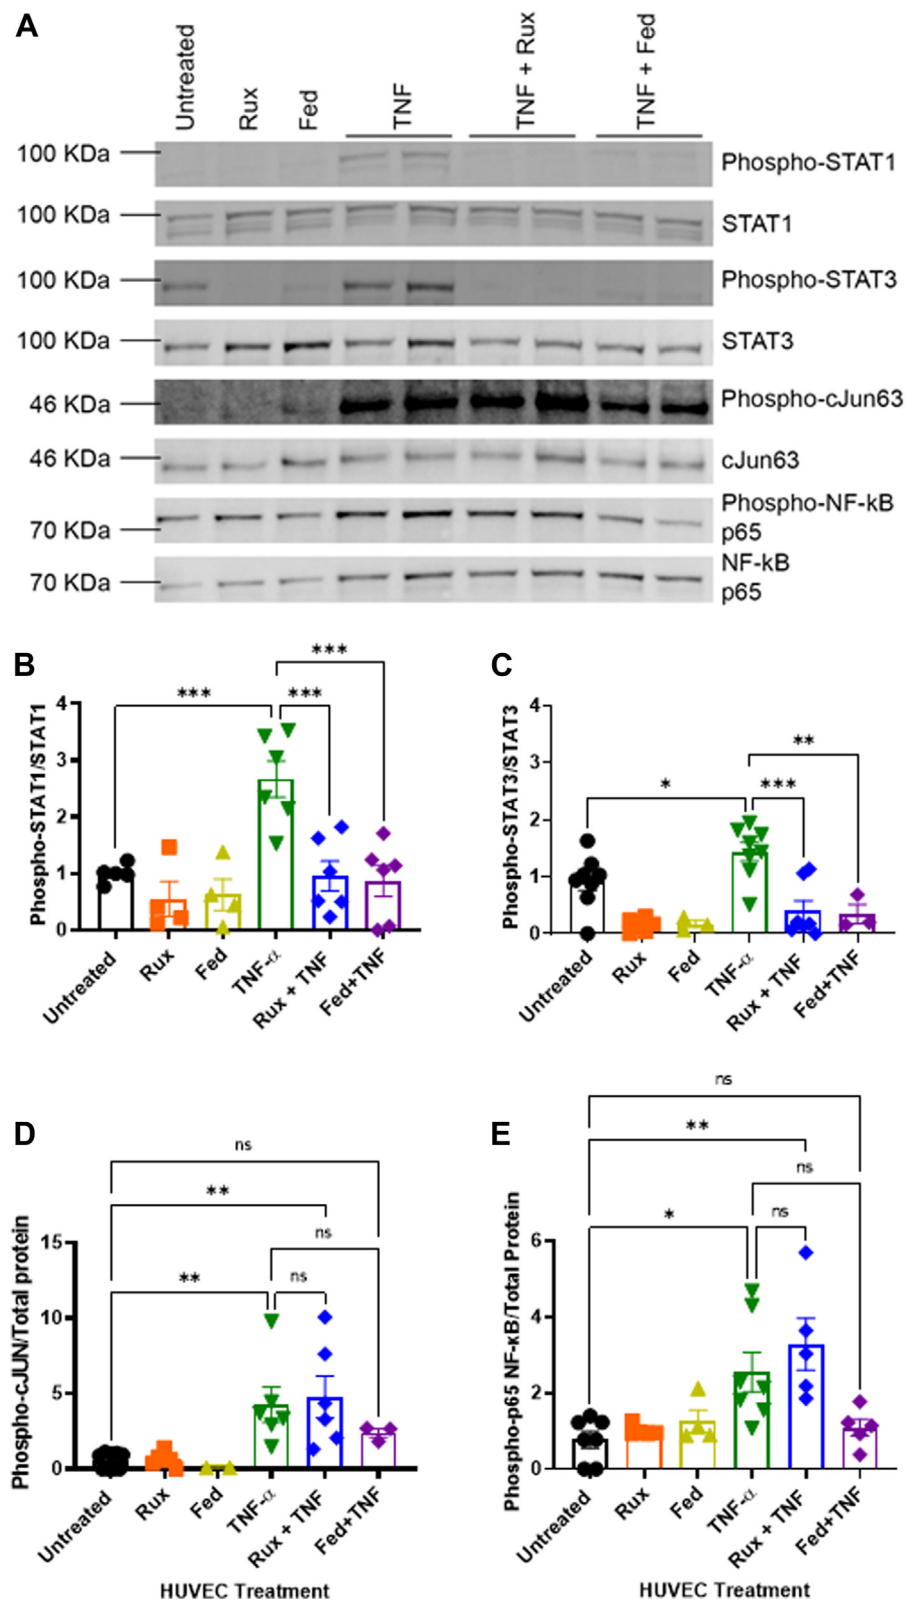 A
Untreated
Rux
Fed
TNF
TNF + Rux
TNF + Fed
100 KDa
Phospho-STAT1
100 KDa
STAT1
100 KDa
Phospho-STAT3
100 KDa
STAT3
46 KDa
Phospho-cJun63
46 KDa
cJun63
70 KDa
Phospho-NF-kB
p65
70 KDa
NF-kB
p65
B
Phospho-STAT1/STAT1
4
3
2
1
0
***
***
***
Untreated
Rux
Fed
TNF-α
Rux + TNF
Fed+TNF
C
Phospho-STAT3/STAT3
4
3
2
1
0
*
***
**
Untreated
Rux
Fed
TNF-α
Rux + TNF
Fed+TNF
D
Phospho-cJUN/Total protein
15
10
5
0
ns
**
ns
**
ns
Untreated
Rux
Fed
TNF-α
Rux + TNF
Fed+TNF
HUVEC Treatment
E
Phospho-p65 NF-κB/Total Protein
6
4
2
0
ns
**
ns
*
ns
Untreated
Rux
Fed
TNF-α
Rux + TNF
Fed+TNF
HUVEC Treatment